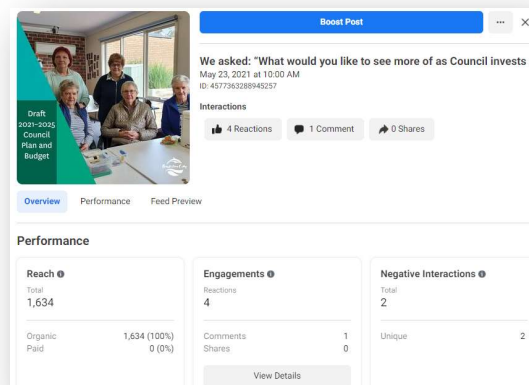 Boost Post
...
We asked: "What would you like to see more of as Council invests
May 23, 2021 at 10:00 AM
ID: 4577363288945257
Interactions
4 Reactions
1 Comment
0 Shares
Draft
2021-2025
Council
Plan and
Budget
Overview
Performance
Feed Preview
Performance
Reach
Total
1,634
Organic 1,634 (100%)
Paid 0 (0%)
Engagements
Reactions
4
Comments 1
Shares 0
View Details
Negative Interactions
Total
2
Unique 2